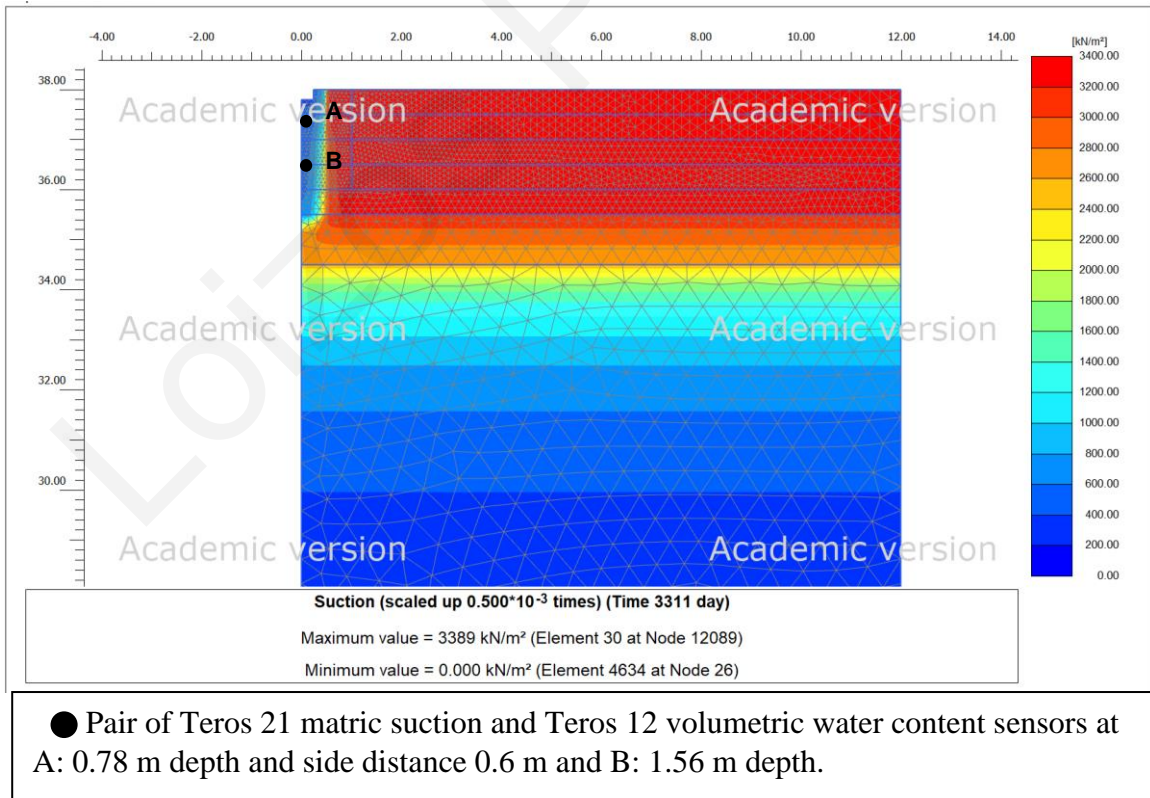 -4.00 -2.00 0.00 2.00 4.00 6.00 8.00 10.00 12.00 14.00
[kN/m²]
38.00
36.00
34.00
32.00
30.00
3400.00
3200.00
3000.00
2800.00
2600.00
2400.00
2200.00
2000.00
1800.00
1600.00
1400.00
1200.00
1000.00
800.00
600.00
400.00
200.00
0.00
Academic version Academic version
A
B
Academic version Academic version
Academic version Academic version
Loiz
Suction (scaled up 0.500*10-3 times) (Time 3311 day)
Maximum value = 3389 kN/m² (Element 30 at Node 12089)
Minimum value = 0.000 kN/m² (Element 4634 at Node 26)
Pair of Teros 21 matric suction and Teros 12 volumetric water content sensors at
A: 0.78 m depth and side distance 0.6 m and B: 1.56 m depth.